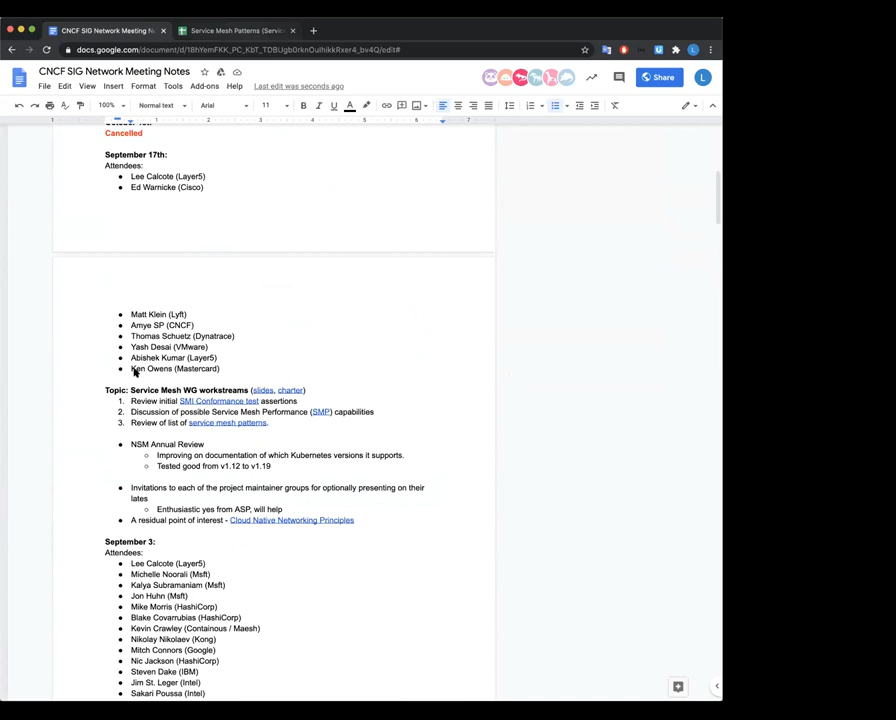 CNCF SIG Network Meeting N
Service Mesh Patterns (Servic
docs.google.com/document/d/
CNCF SIG Network Meeting Notes
File Edit View Insert Format Tools Add-ons Help Last edit was seconds ago
Share
L
100% Normal text Arial 11 B I U A
1 1 2 3 4 5 6 7
Cancelled
September 17th:
Attendees:
● Lee Calcote (Layer5)
● Ed Warnicke (Cisco)
● Matt Klein (Lyft)
● Amye SP (CNCF)
● Thomas Schuetz (Dynatrace)
● Yash Desai (VMware)
● Abishek Kumar (Layer5)
● Ken Owens (Mastercard)
Topic: Service Mesh WG workstreams (slides, charter)
1. Review initial SMI Conformance test assertions
2. Discussion of possible Service Mesh Performance (SMP) capabilities
3. Review of list of service mesh patterns.
● NSM Annual Review
○ Improving on documentation of which Kubernetes versions it supports.
○ Tested good from v1.12 to v1.19
● Invitations to each of the project maintainer groups for optionally presenting on their
lates
○ Enthusiastic yes from ASP, will help
● A residual point of interest - Cloud Native Networking Principles
September 3:
Attendees:
● Lee Calcote (Layer5)
● Michelle Noorali (Msft)
● Kalya Subramaniam (Msft)
● Jon Huhn (Msft)
● Mike Morris (HashiCorp)
● Blake Covarrubias (HashiCorp)
● Kevin Crawley (Containous / Maesh)
● Nikolay Nikolaev (Kong)
● Mitch Connors (Google)
● Nic Jackson (HashiCorp)
● Steven Dake (IBM)
● Jim St. Leger (Intel)
● Sakari Poussa (Intel)